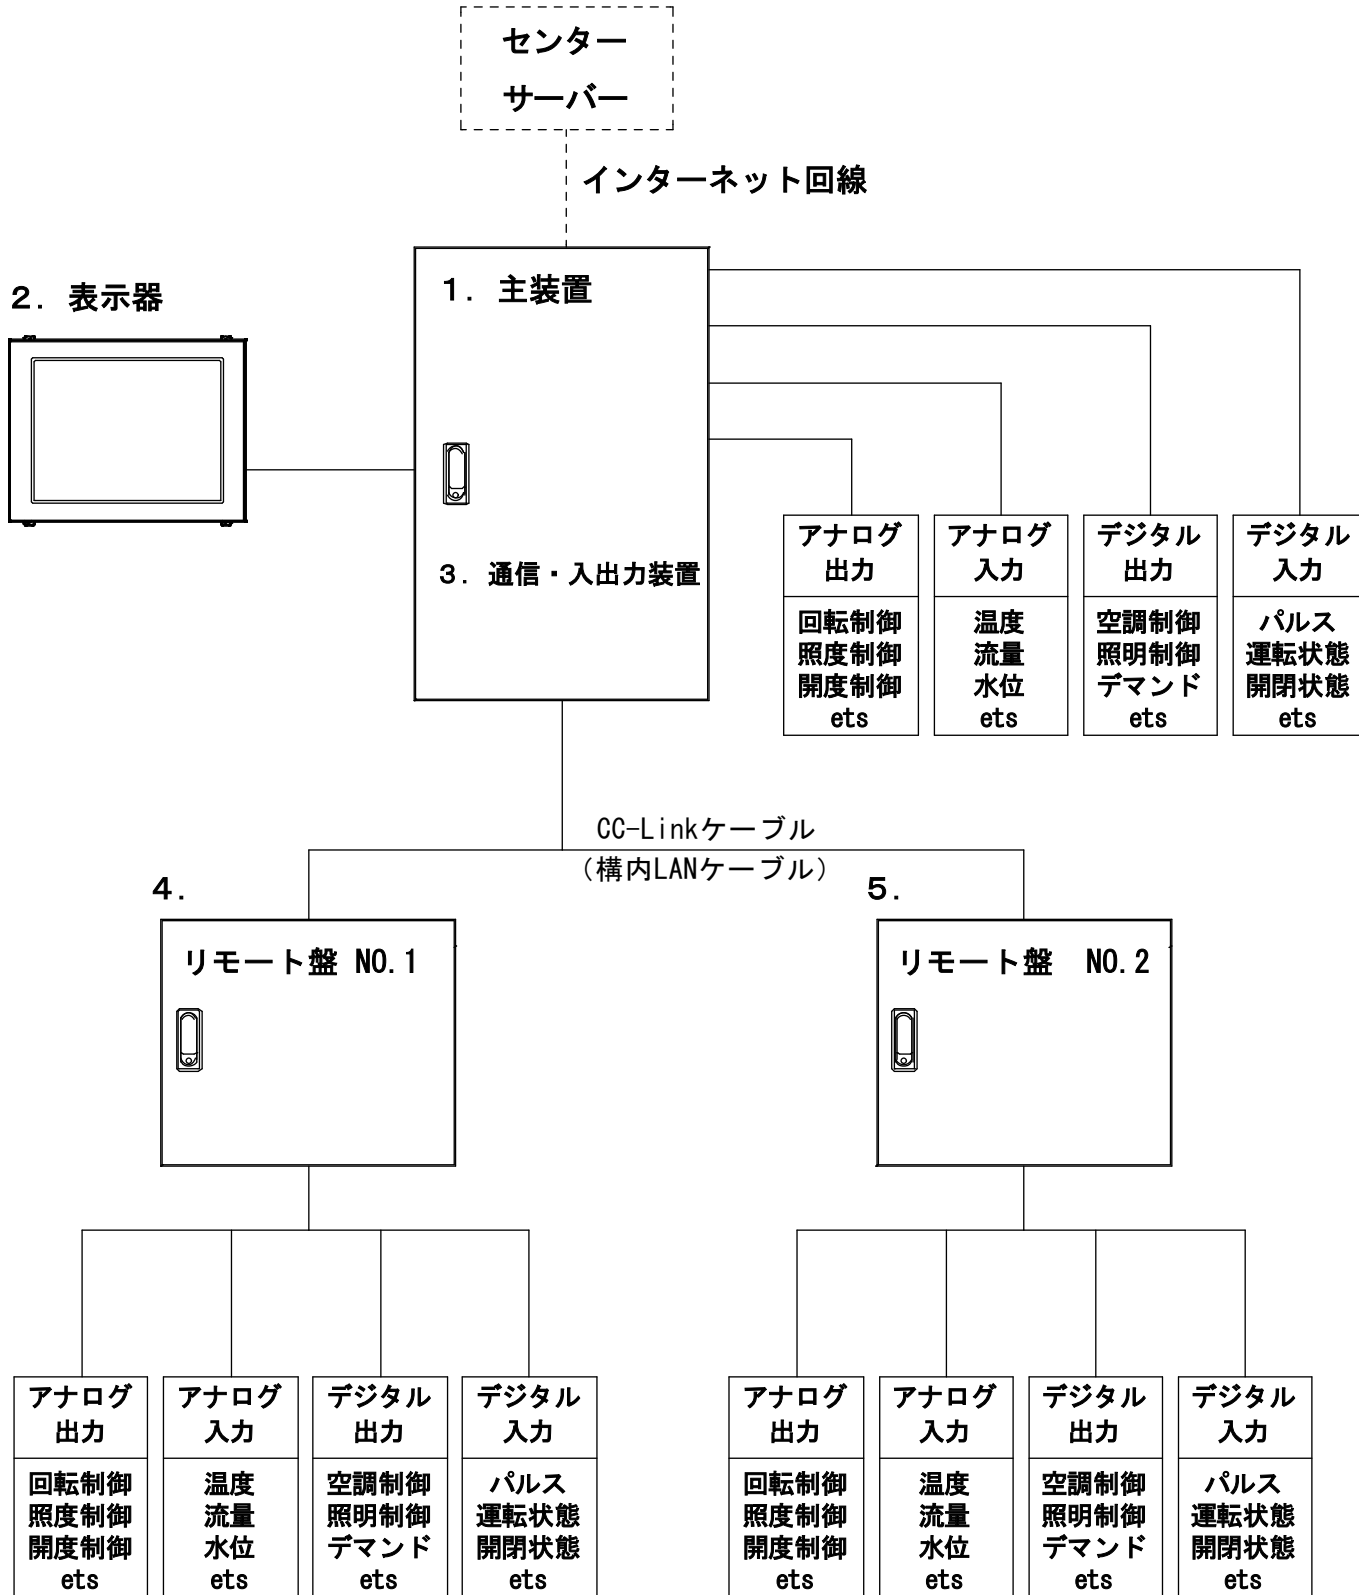 センター
サーバー
インターネット回線
2. 表示器
1. 主装置
3. 通信・入出力装置
アナログ
出力
回転制御
照度制御
開度制御
ets
アナログ
入力
温度
流量
水位
ets
デジタル
出力
空調制御
照明制御
デマンド
ets
デジタル
入力
パルス
運転状態
開閉状態
ets
CC-Linkケーブル
(構内LANケーブル)
4.
リモート盤 NO.1
5.
リモート盤 NO.2
アナログ
出力
回転制御
照度制御
開度制御
ets
アナログ
入力
温度
流量
水位
ets
デジタル
出力
空調制御
照明制御
デマンド
ets
デジタル
入力
パルス
運転状態
開閉状態
ets
アナログ
出力
回転制御
照度制御
開度制御
ets
アナログ
入力
温度
流量
水位
ets
デジタル
出力
空調制御
照明制御
デマンド
ets
デジタル
入力
パルス
運転状態
開閉状態
ets